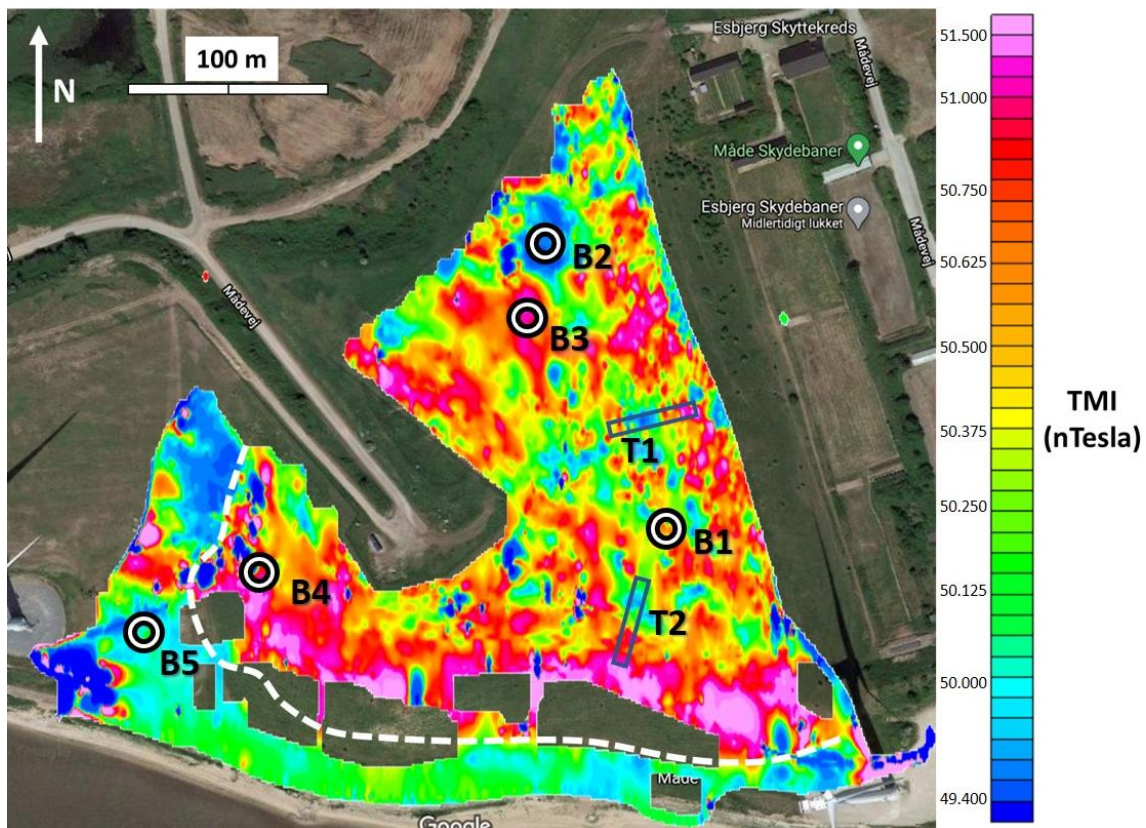 100 m
N
Esbjerg Skyttekreds
Mådevej
Måde Skydebaner
Esbjerg Skydebaner
Midlertidigt lukket
Mådevej
Mådevej
B2
B3
T1
B1
B4
T2
B5
Måde
Google
51.500
51.000
50.750
50.625
50.500
50.375
50.250
50.125
50.000
49.400
TMI
(nTesla)